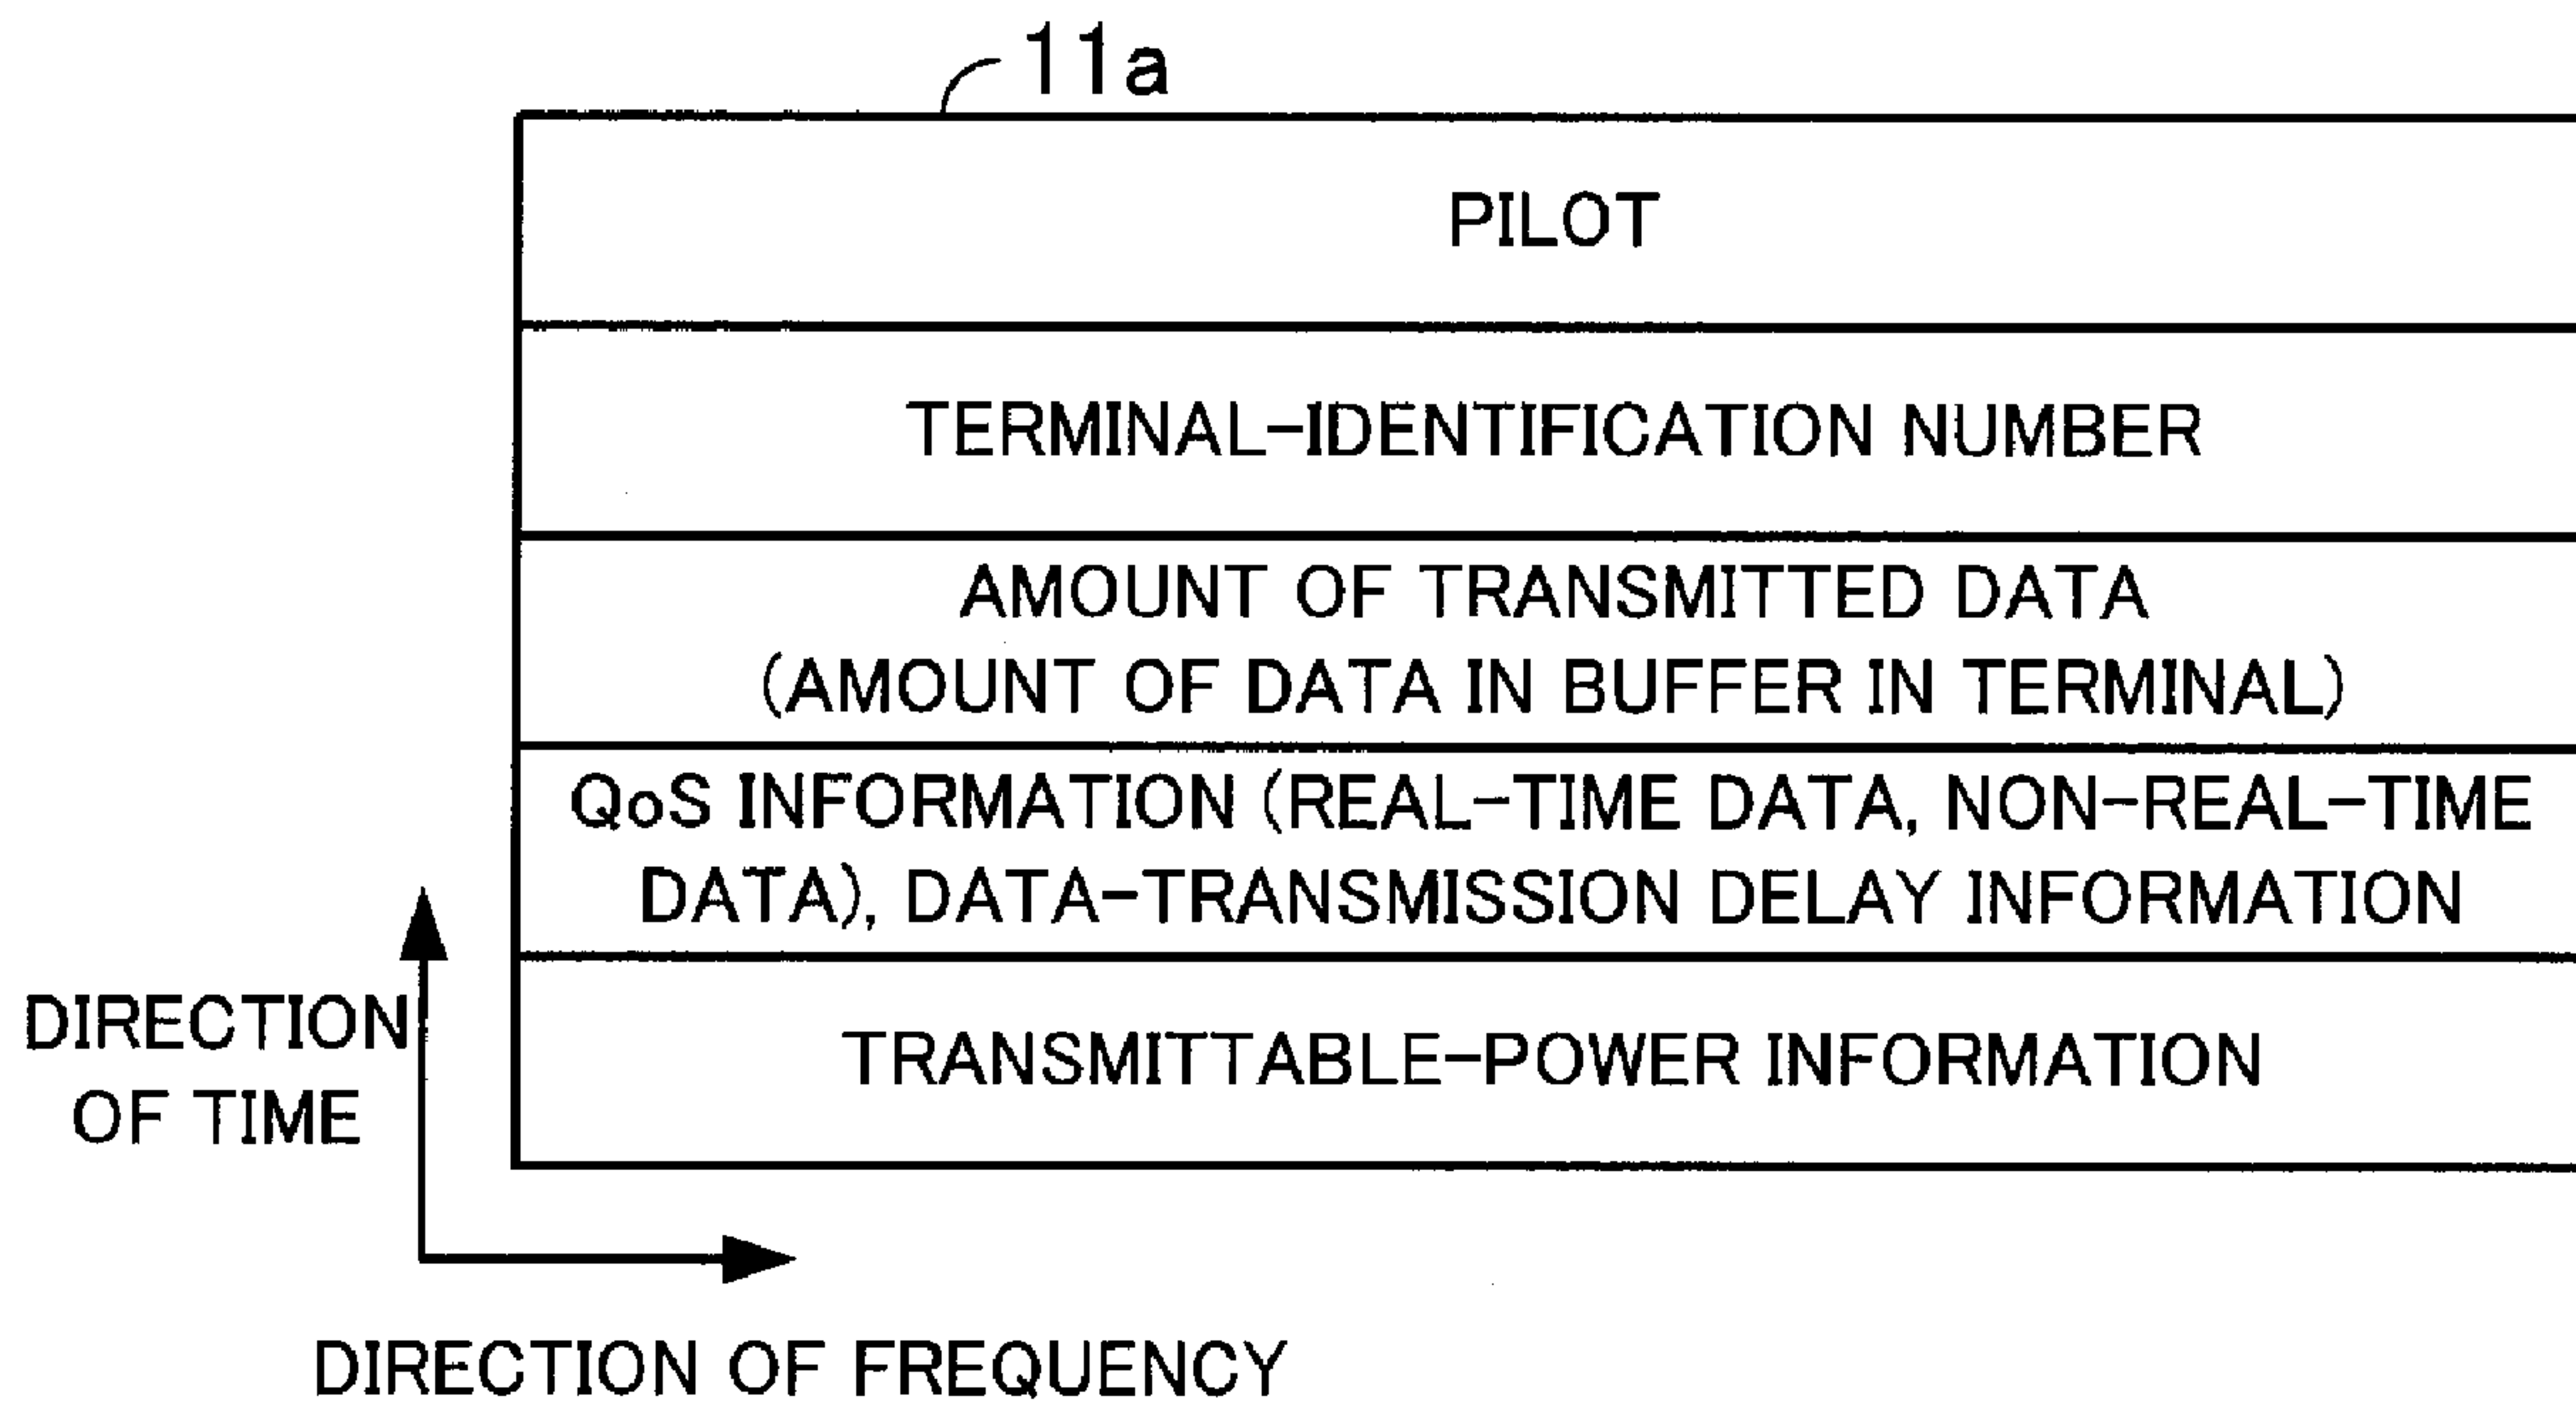 11a
PILOT
TERMINAL-IDENTIFICATION NUMBER
AMOUNT OF TRANSMITTED DATA
(AMOUNT OF DATA IN BUFFER IN TERMINAL)
QoS INFORMATION (REAL-TIME DATA, NON-REAL-TIME
DATA), DATA-TRANSMISSION DELAY INFORMATION
TRANSMITTABLE-POWER INFORMATION
DIRECTION
OF TIME
DIRECTION OF FREQUENCY